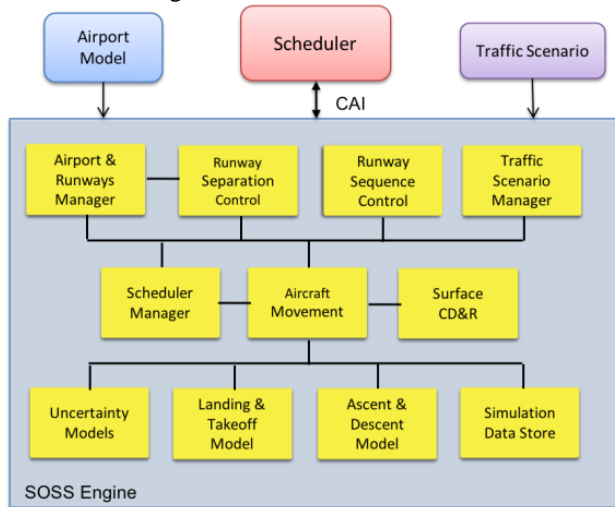 Airport
Model
Scheduler
Traffic Scenario
CAI
Airport &
Runways
Manager
Runway
Separation
Control
Runway
Sequence
Control
Traffic
Scenario
Manager
Scheduler
Manager
Aircraft
Movement
Surface
CD&R
Uncertainty
Models
Landing &
Takeoff
Model
Ascent &
Descent
Model
Simulation
Data Store
SOSS Engine